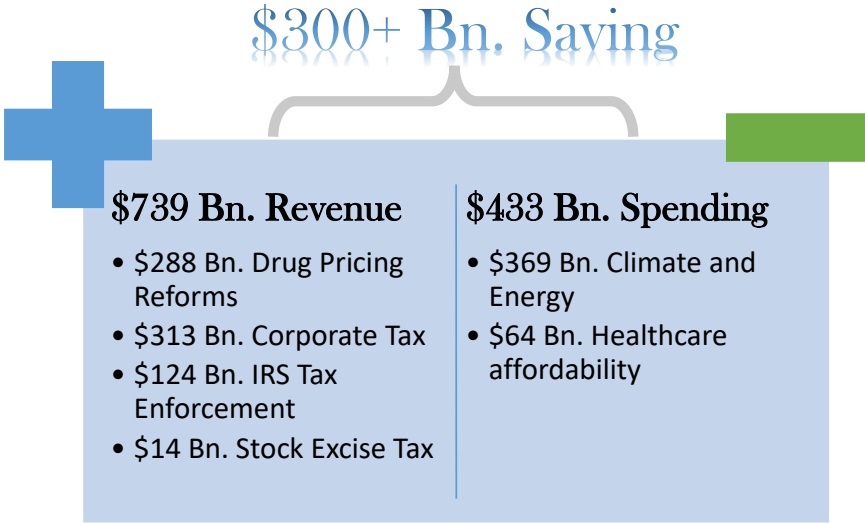 $300+ Bn. Saving
$739 Bn. Revenue
• $288 Bn. Drug Pricing
Reforms
• $313 Bn. Corporate Tax
• $124 Bn. IRS Tax
Enforcement
• $14 Bn. Stock Excise Tax
$433 Bn. Spending
• $369 Bn. Climate and
Energy
• $64 Bn. Healthcare
affordability